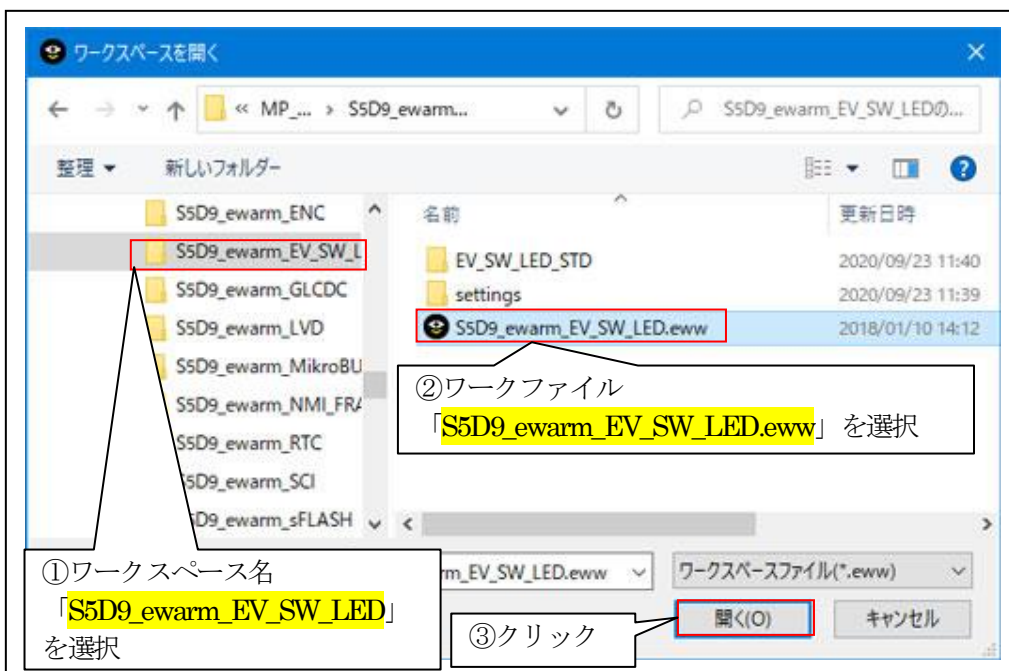 ワークスペースを開く
« MP_... › S5D9_ewarm...
S5D9_ewarm_EV_SW_LEDの...
整理
新しいフォルダー
S5D9_ewarm_ENC
S5D9_ewarm_EV_SW_L
S5D9_ewarm_GLCDC
S5D9_ewarm_LVD
S5D9_ewarm_MikroBU
S5D9_ewarm_NMI_FRA
S5D9_ewarm_RTC
S5D9_ewarm_SCI
5D9_ewarm_sFLASH
名前 更新日時
EV_SW_LED_STD 2020/09/23 11:40
settings 2020/09/23 11:39
S5D9_ewarm_EV_SW_LED.eww 2018/01/10 14:12
②ワークファイル
「S5D9_ewarm_EV_SW_LED.eww」を選択
①ワークスペース名
「S5D9_ewarm_EV_SW_LED」
を選択
rm_EV_SW_LED.eww
ワークスペースファイル(*.eww)
③クリック
開く(O)
キャンセル